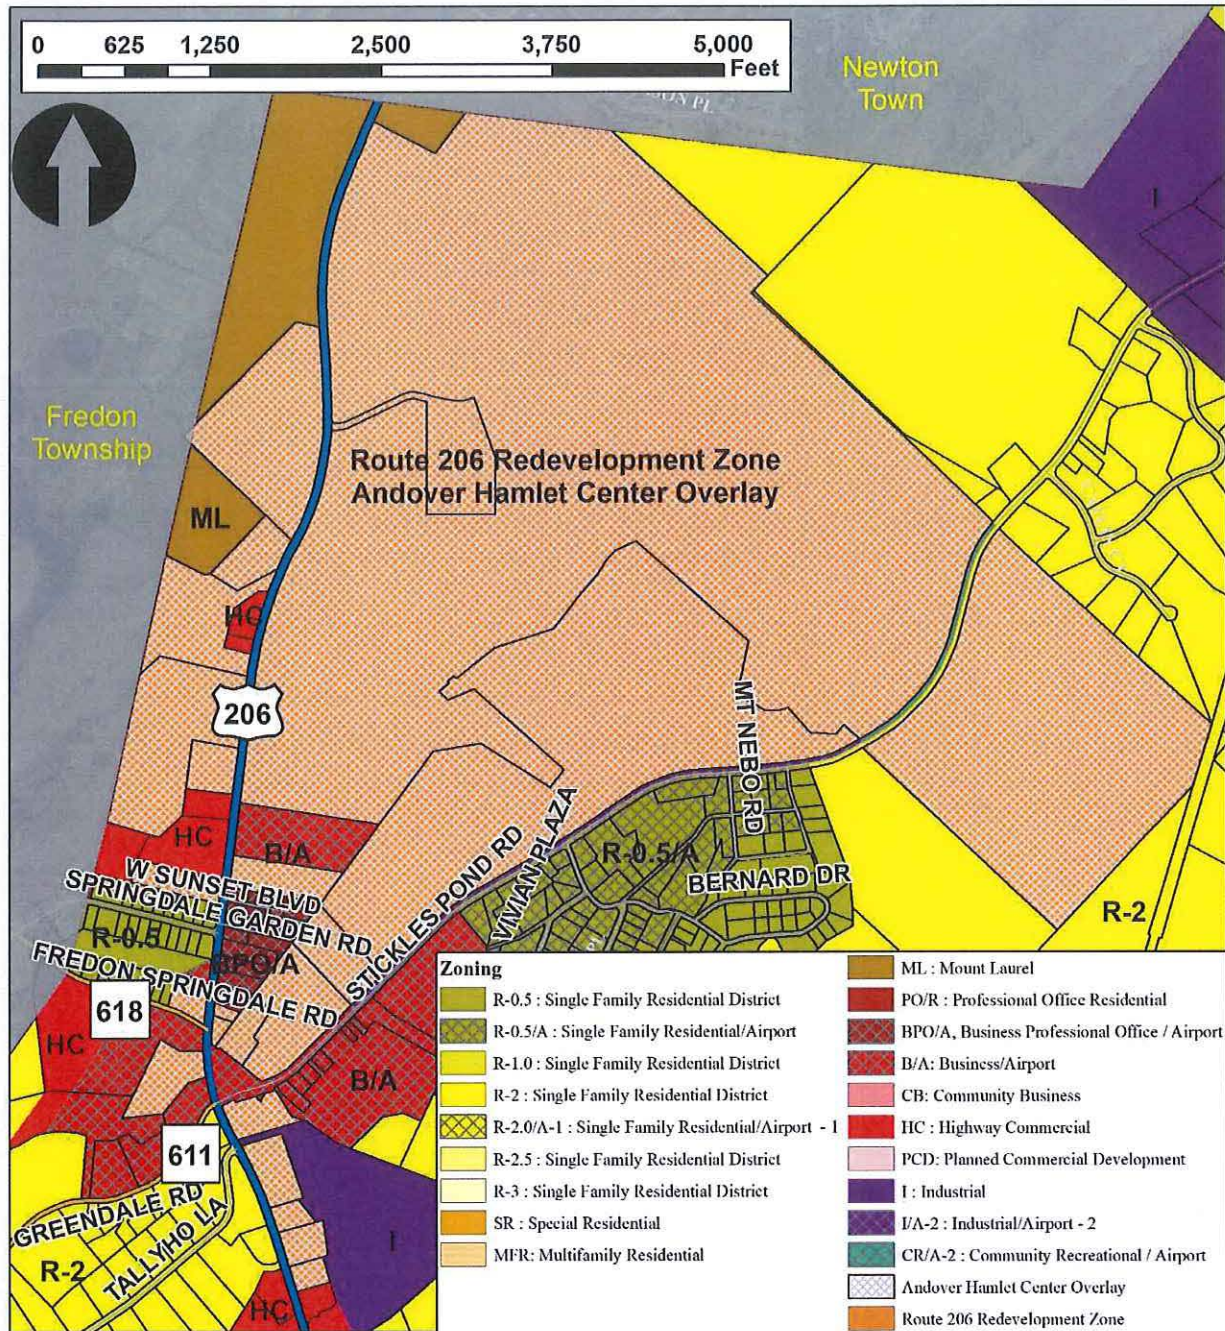 0 625 1,250 2,500 3,750 5,000
Feet
Newton
Town
I
Fredon
Township
Route 206 Redevelopment Zone
Andover Hamlet Center Overlay
ML
HC
206
MT NEBO RD
HC
B/A
W SUNSET BLVD
SPRINGDALE GARDEN RD
R-0.5
BPO/A
FREDON SPRINGDALE RD
STICKLES POND RD
VIVIANI PLAZA
R-0.5/A
BERNARD DR
R-2
618
HC
B/A
611
GREENDALE RD
TALLYHO LA
R-2
I
HC
Zoning
R-0.5 : Single Family Residential District
R-0.5/A : Single Family Residential/Airport
R-1.0 : Single Family Residential District
R-2 : Single Family Residential District
R-2.0/A-1 : Single Family Residential/Airport - 1
R-2.5 : Single Family Residential District
R-3 : Single Family Residential District
SR : Special Residential
MFR: Multifamily Residential
ML : Mount Laurel
PO/R : Professional Office Residential
BPO/A, Business Professional Office / Airport
B/A: Business/Airport
CB: Community Business
HC : Highway Commercial
PCD: Planned Commercial Development
I : Industrial
I/A-2 : Industrial/Airport - 2
CR/A-2 : Community Recreational / Airport
Andover Hamlet Center Overlay
Route 206 Redevelopment Zone